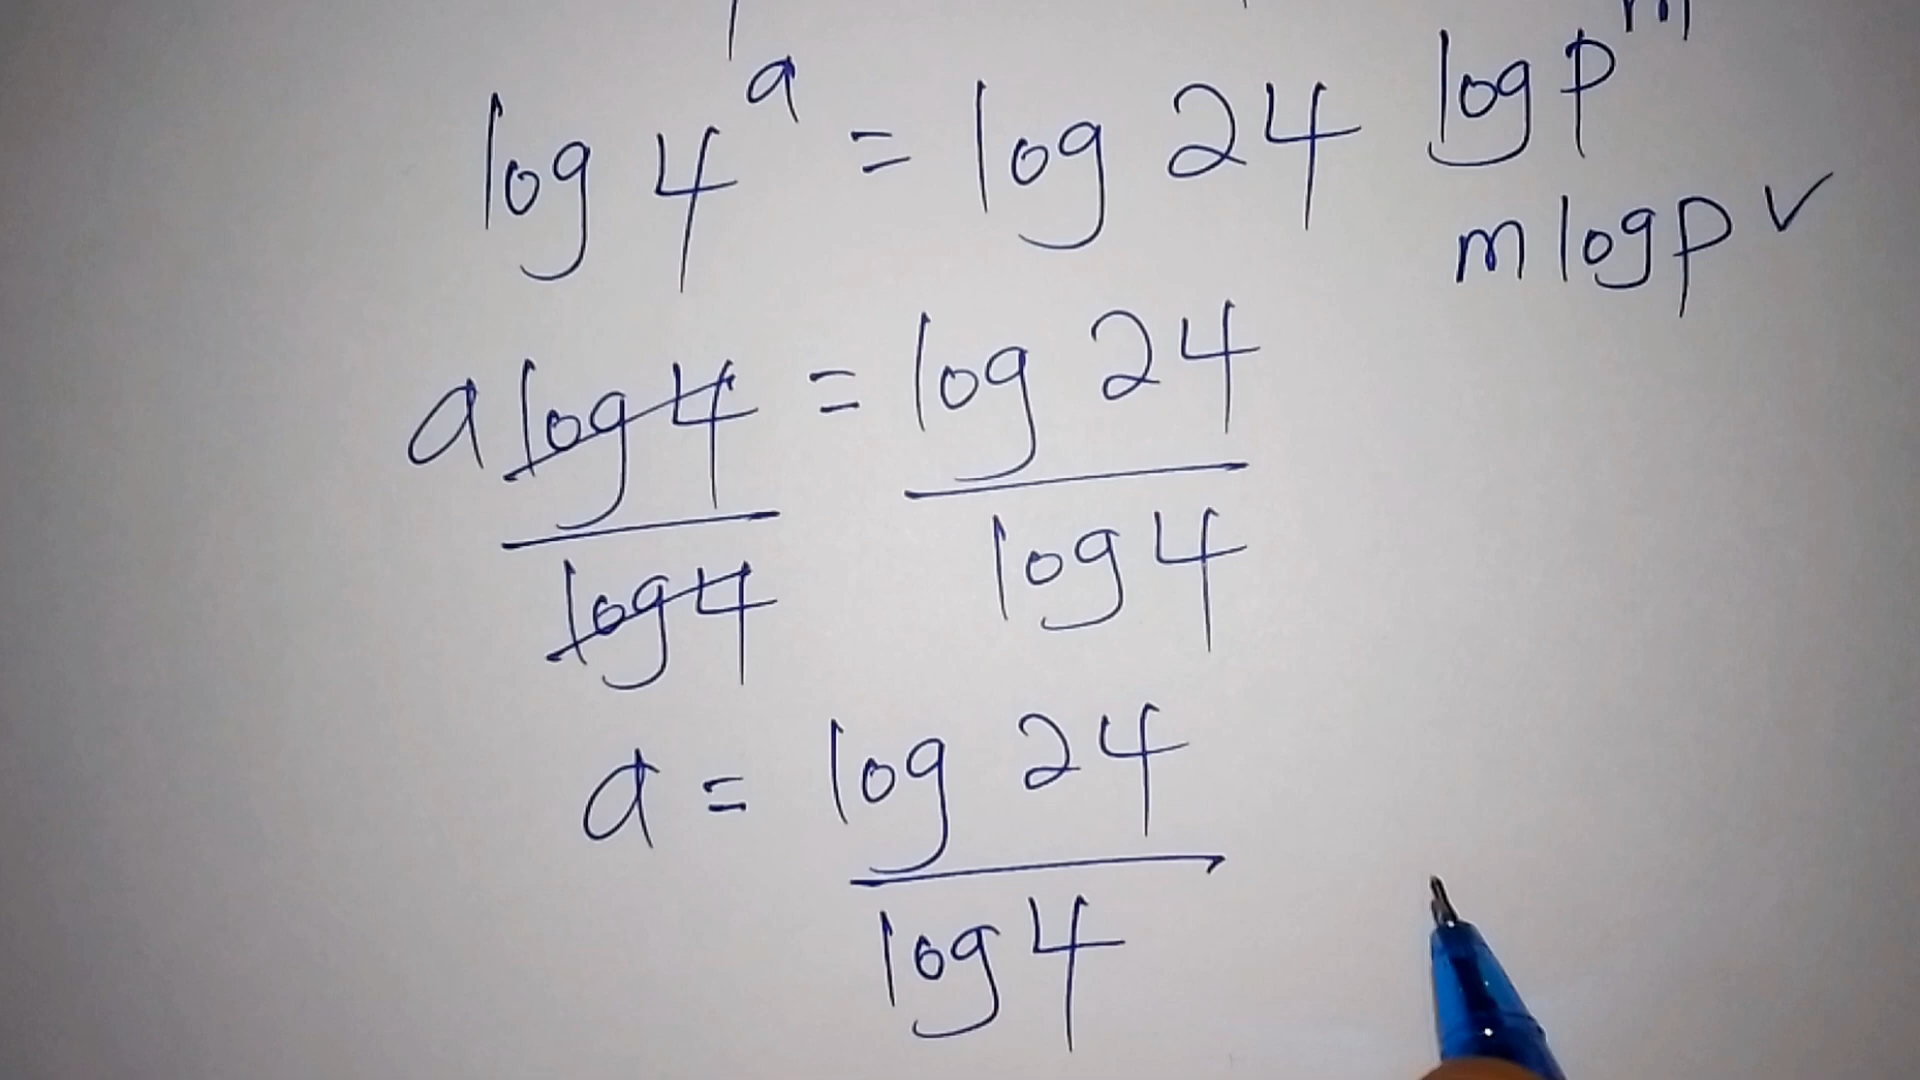 log 4^a = log 24
log p^m
m log p ✓
a log 4 / log 4 = log 24 / log 4
a = log 24 / log 4